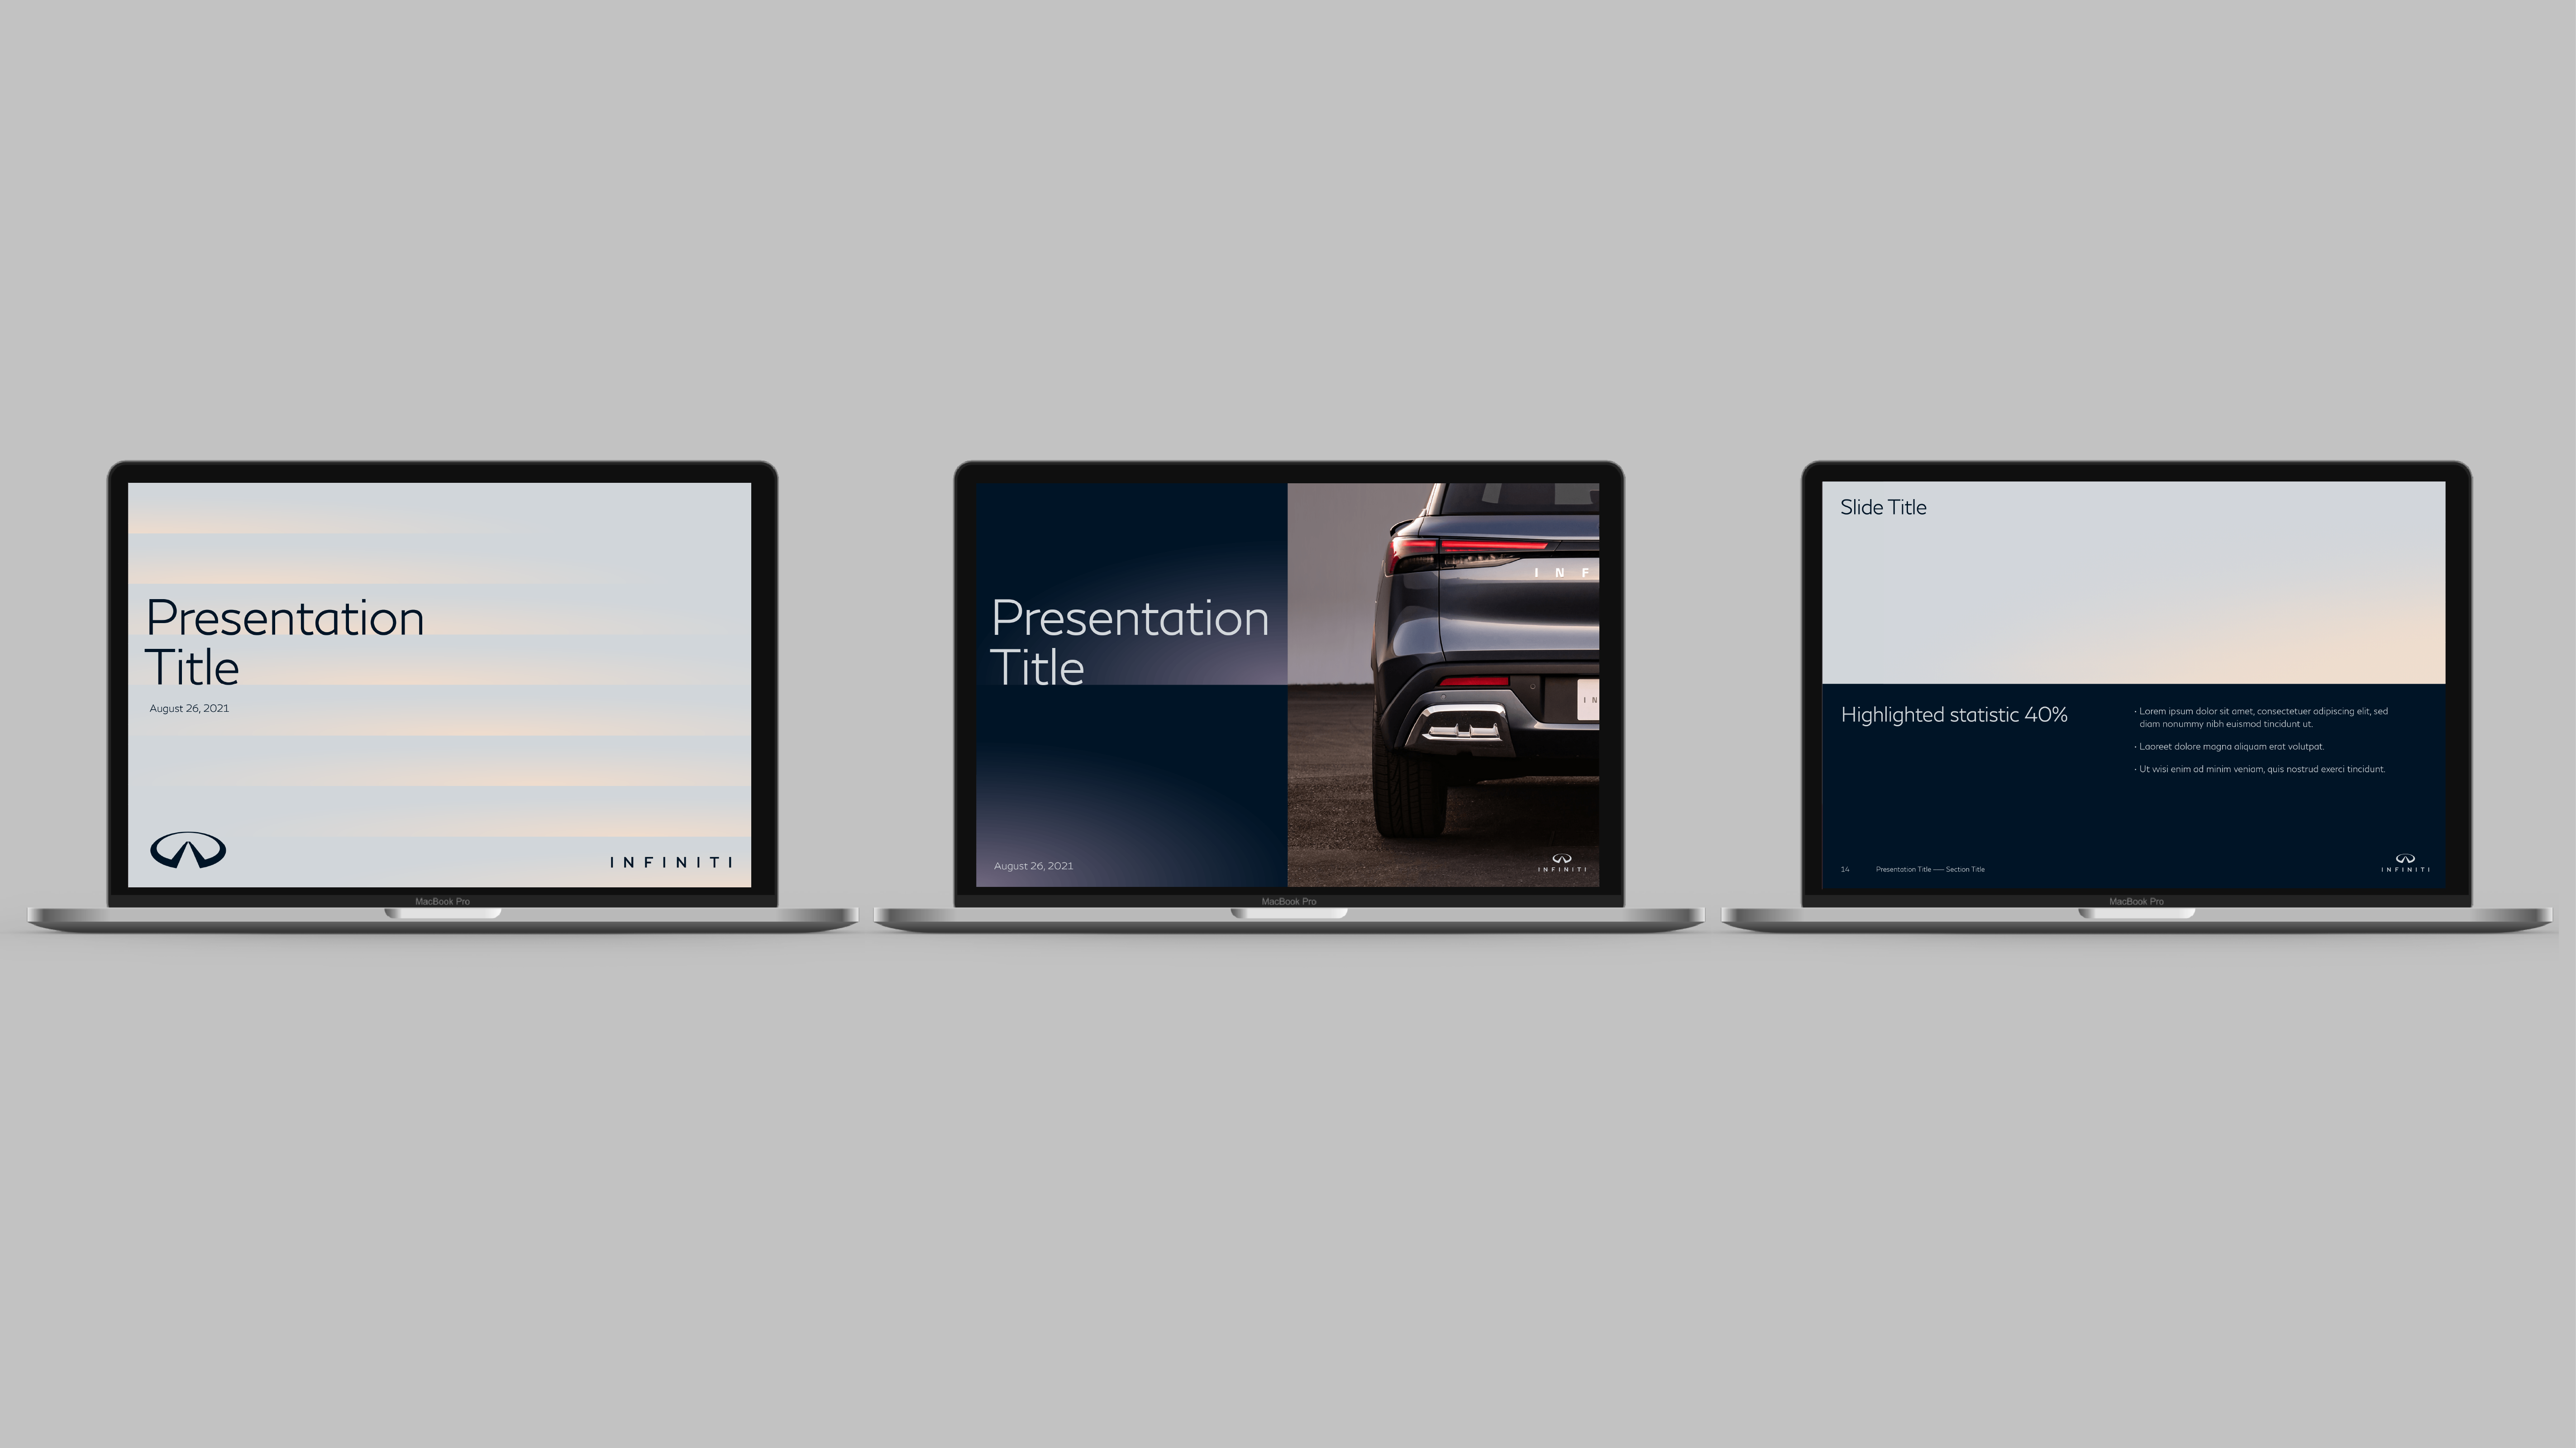 Presentation
Title
August 26, 2021
INFINITI
MacBook Pro
Presentation
Title
August 26, 2021
INF
IN
INFINITI
MacBook Pro
Slide Title
Highlighted statistic 40%
· Lorem ipsum dolor sit amet, consectetuer adipiscing elit, sed
diam nonummy nibh euismod tincidunt ut.
· Laoreet dolore magna aliquam erat volutpat.
· Ut wisi enim ad minim veniam, quis nostrud exerci tincidunt.
14 Presentation Title — Section Title
INFINITI
MacBook Pro